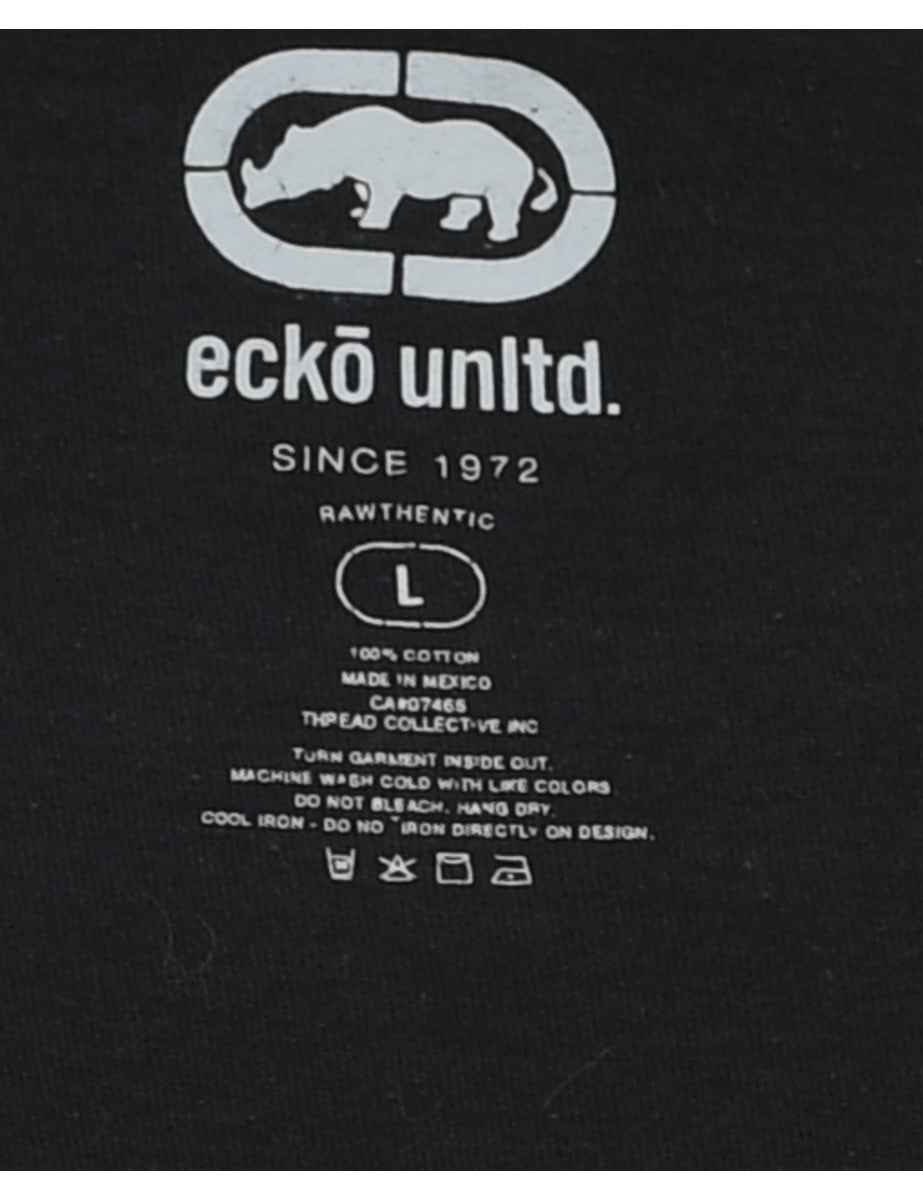 eckō unltd.
SINCE 1972
RAWTHENTIC
L
100% COTTON
MADE IN MEXICO
CA#07465
THREAD COLLECTIVE INC
TURN GARMENT INSIDE OUT.
MACHINE WASH COLD WITH LIKE COLORS.
DO NOT BLEACH. HANG DRY.
COOL IRON - DO NOT IRON DIRECTLY ON DESIGN.